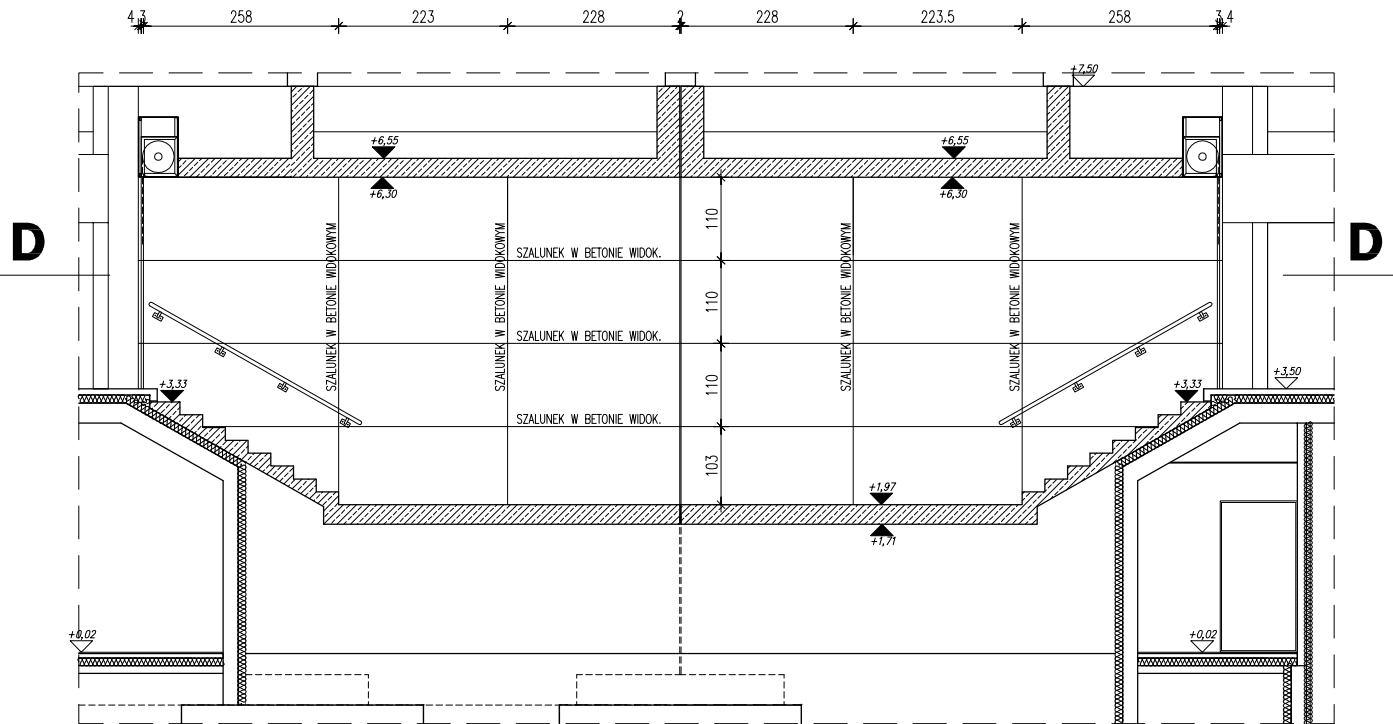 4.3 258 223 228 2 228 223.5 258 3.4
+7,50
+6,55 +6,55
+6,30 +6,30
D D
110
SZALUNEK W BETONIE WIDOKOWYM
SZALUNEK W BETONIE WIDOKOWYM
SZALUNEK W BETONIE WIDOKOWYM
SZALUNEK W BETONIE WIDOKOWYM
SZALUNEK W BETONIE WIDOK.
110
SZALUNEK W BETONIE WIDOK.
110
+3,33 +3,33 +3,50
SZALUNEK W BETONIE WIDOK.
103
+1,97
+1,71
+0,02 +0,02